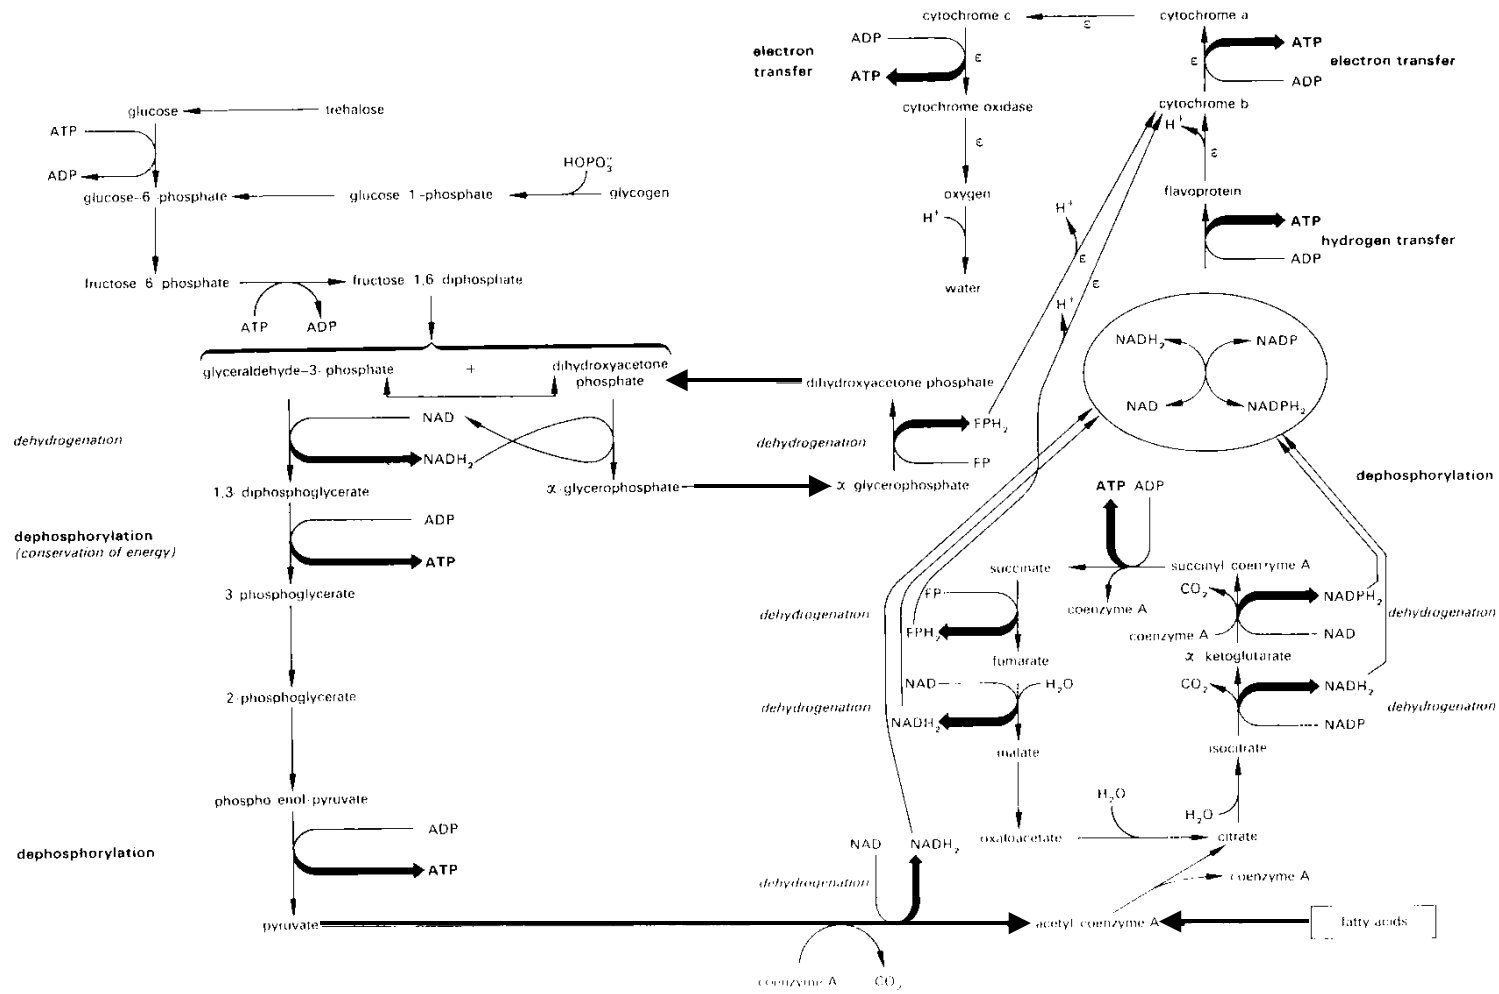 cytochrome c
ε
cytochrome a
electron
transfer
ADP
ATP
ε
ε
ATP
ADP
electron transfer
cytochrome oxidase
cytochrome b
H⁺
ε
ε
oxygen
H⁺
water
flavoprotein
ATP
ADP
hydrogen transfer
H⁺
ε
ε
H⁺
glucose
trehalose
ATP
ADP
HOPO₃⁻
glucose-6-phosphate
glucose 1-phosphate
glycogen
fructose 6 phosphate
fructose 1,6 diphosphate
ATP
ADP
glyceraldehyde-3-phosphate
+
dihydroxyacetone
phosphate
dihydroxyacetone phosphate
NADH₂
NADP
NAD
NADPH₂
dehydrogenation
NAD
NADH₂
dehydrogenation
FPH₂
FP
1,3 diphosphoglycerate
α-glycerophosphate
α glycerophosphate
dephosphorylation
ATP ADP
dephosphorylation
(conservation of energy)
ADP
ATP
3 phosphoglycerate
succinate
succinyl coenzyme A
coenzyme A
dehydrogenation
FP
FPH₂
CO₂
NADPH₂
coenzyme A
NAD
dehydrogenation
fumarate
α ketoglutarate
dehydrogenation
NAD
H₂O
NADH₂
CO₂
NADH₂
NADP
dehydrogenation
2-phosphoglycerate
malate
isocitrate
phospho enol-pyruvate
H₂O
H₂O
oxaloacetate
citrate
dephosphorylation
ADP
ATP
NAD
NADH₂
dehydrogenation
coenzyme A
pyruvate
acetyl coenzyme A
fatty acids
coenzyme A
CO₂